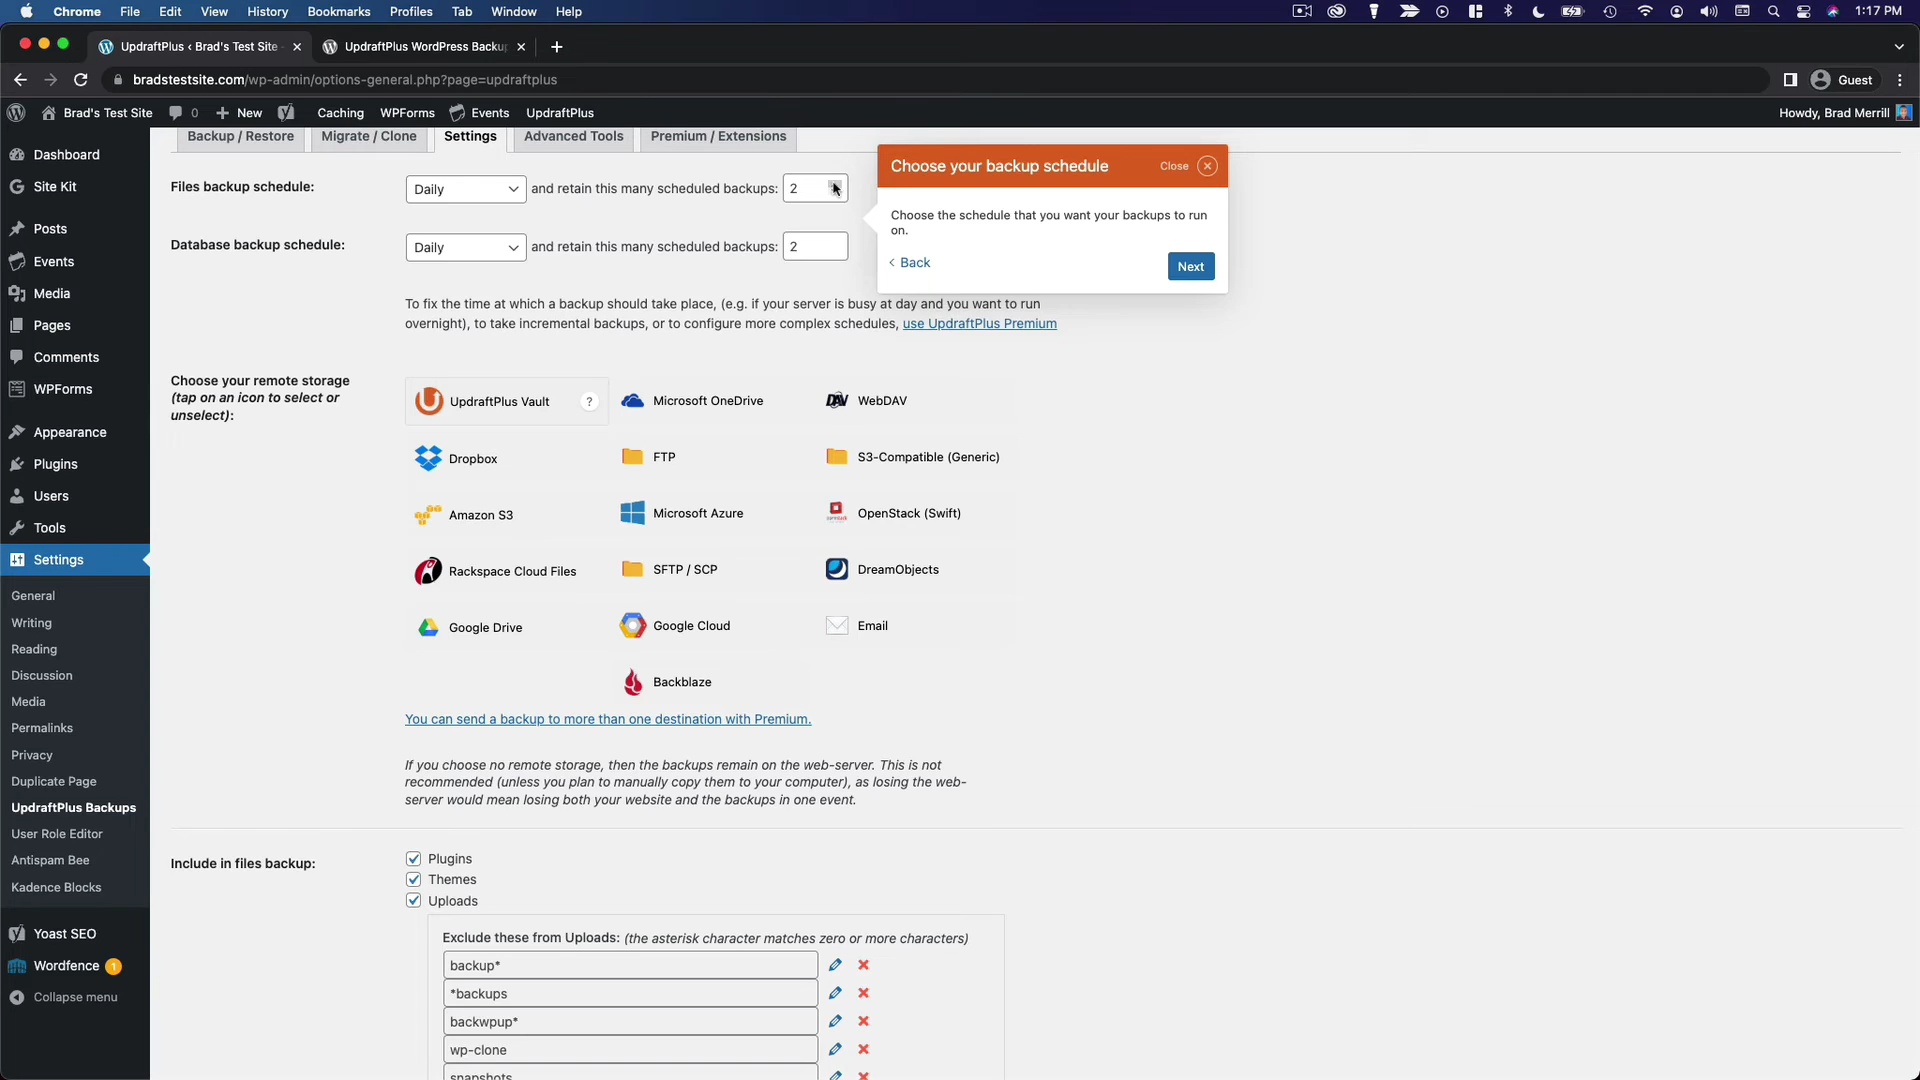 Chrome File Edit View History Bookmarks Profiles Tab Window Help 1:17 PM
UpdraftPlus ‹ Brad's Test Site - UpdraftPlus WordPress Backup
bradstestsite.com/wp-admin/options-general.php?page=updraftplus Guest
Brad's Test Site 0 New Caching WPForms Events UpdraftPlus Howdy, Brad Merrill
Dashboard
Site Kit
Posts
Events
Media
Pages
Comments
WPForms
Appearance
Plugins
Users
Tools
Settings
General
Writing
Reading
Discussion
Media
Permalinks
Privacy
Duplicate Page
UpdraftPlus Backups
User Role Editor
Antispam Bee
Kadence Blocks
Yoast SEO
Wordfence 1
Collapse menu
Backup / Restore Migrate / Clone Settings Advanced Tools Premium / Extensions
Files backup schedule: Daily and retain this many scheduled backups: 2
Database backup schedule: Daily and retain this many scheduled backups: 2
Choose your backup schedule Close
Choose the schedule that you want your backups to run
on.
< Back Next
To fix the time at which a backup should take place, (e.g. if your server is busy at day and you want to run
overnight), to take incremental backups, or to configure more complex schedules, use UpdraftPlus Premium
Choose your remote storage
(tap on an icon to select or
unselect):
UpdraftPlus Vault ? Microsoft OneDrive DAV WebDAV
Dropbox FTP S3-Compatible (Generic)
Amazon S3 Microsoft Azure OpenStack (Swift)
Rackspace Cloud Files SFTP / SCP DreamObjects
Google Drive Google Cloud Email
Backblaze
You can send a backup to more than one destination with Premium.
If you choose no remote storage, then the backups remain on the web-server. This is not
recommended (unless you plan to manually copy them to your computer), as losing the web-
server would mean losing both your website and the backups in one event.
Include in files backup:
Plugins
Themes
Uploads
Exclude these from Uploads: (the asterisk character matches zero or more characters)
backup*
*backups
backwpup*
wp-clone
snapshots